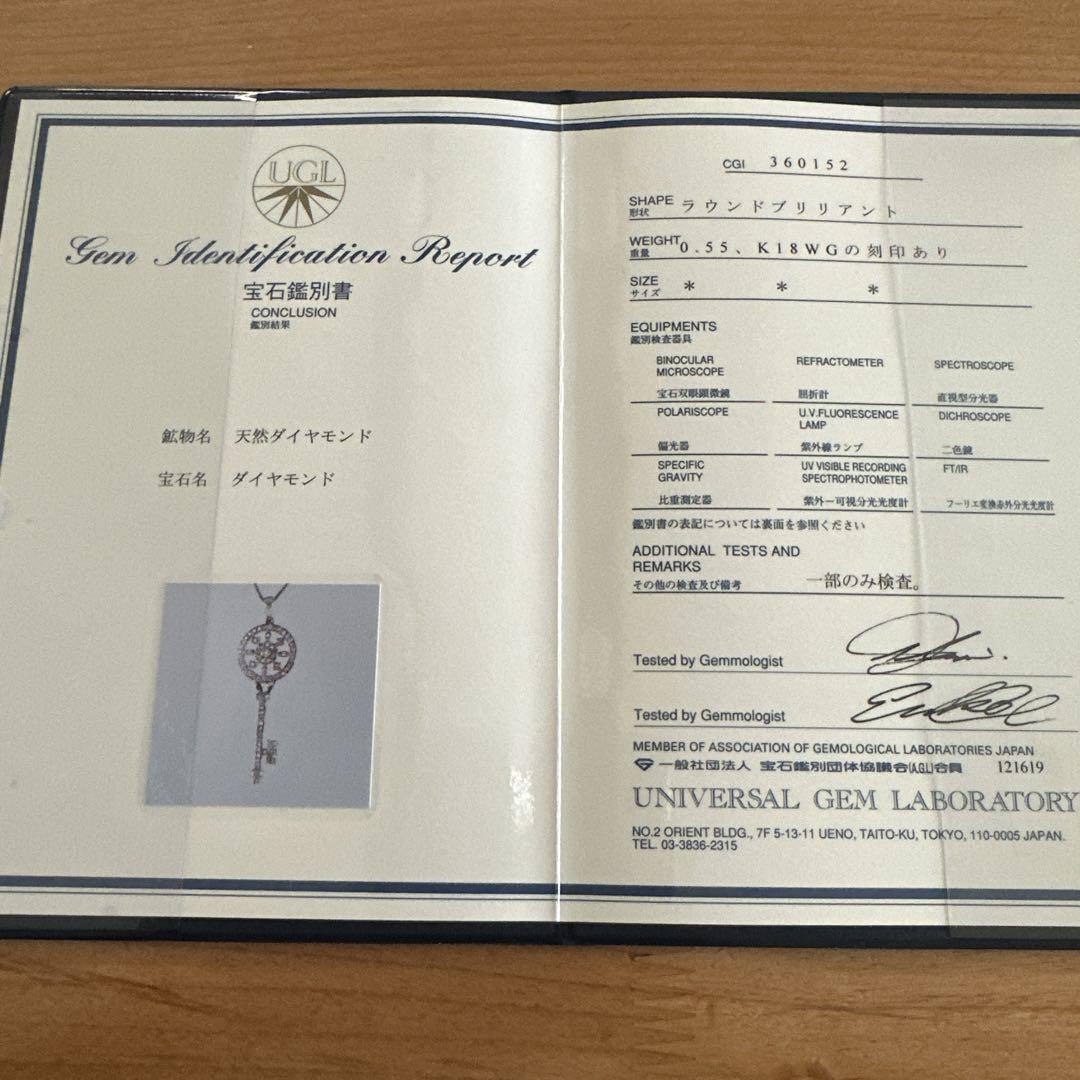 UGL
Gem Identification Report
宝石鑑別書
CONCLUSION
鑑別結果
鉱物名 天然ダイヤモンド
宝石名 ダイヤモンド
CGI 360152
SHAPE ラウンドブリリアント
形状
WEIGHT 0.55、K18WGの刻印あり
重量
SIZE * * *
サイズ
EQUIPMENTS
鑑別検査器具
BINOCULAR MICROSCOPE
宝石双眼顕微鏡
REFRACTOMETER
屈折計
SPECTROSCOPE
直視型分光器
POLARISCOPE
偏光器
U.V.FLUORESCENCE LAMP
紫外線ランプ
DICHROSCOPE
二色鏡
SPECIFIC GRAVITY
比重測定器
UV VISIBLE RECORDING SPECTROPHOTOMETER
紫外ー可視分光光度計
FT/IR
フーリエ変換赤外分光光度計
鑑別書の表記については裏面を参照ください
ADDITIONAL TESTS AND
REMARKS
その他の検査及び備考 一部のみ検査。
Tested by Gemmologist
Tested by Gemmologist
MEMBER OF ASSOCIATION OF GEMOLOGICAL LABORATORIES JAPAN
一般社団法人 宝石鑑別団体協議会(A.G.L)会員 121619
UNIVERSAL GEM LABORATORY
NO.2 ORIENT BLDG., 7F 5-13-11 UENO, TAITO-KU, TOKYO, 110-0005 JAPAN.
TEL. 03-3836-2315